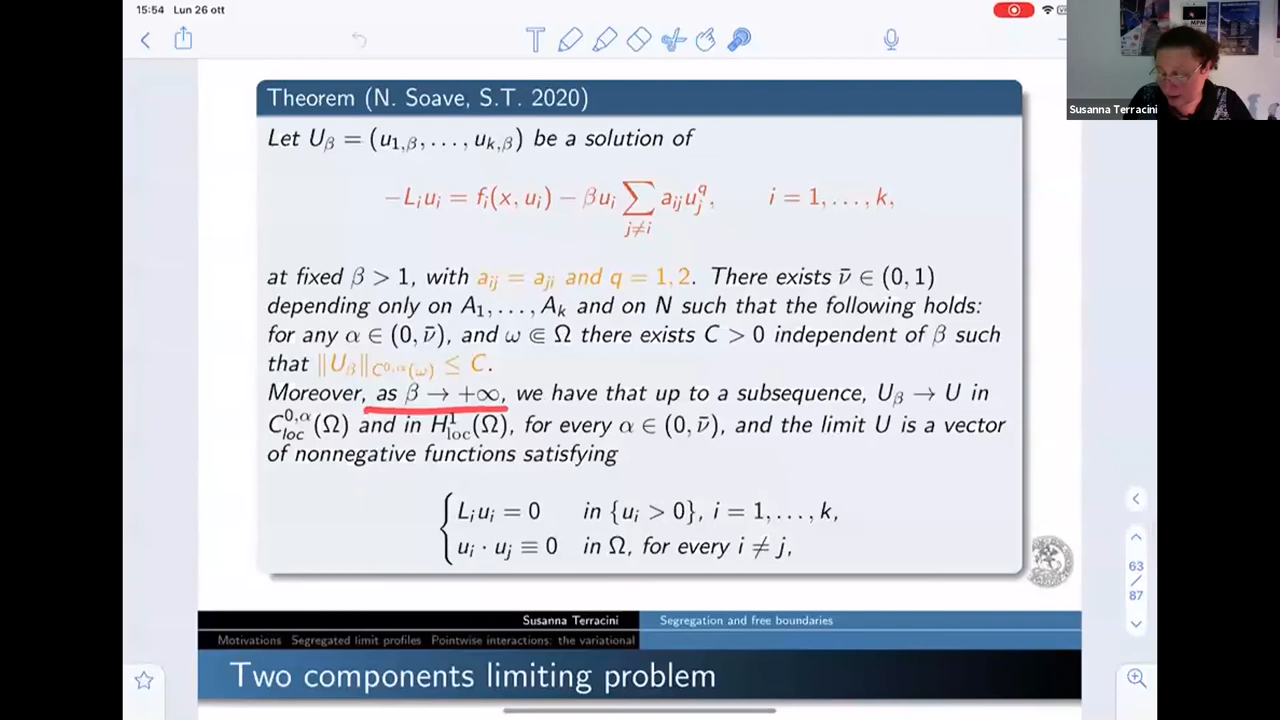 15:54 Lun 26 ott
Susanna Terracini
Theorem (N. Soave, S.T. 2020)
Let U_β = (u_{1,β}, . . . , u_{k,β}) be a solution of
−L_i u_i = f_i(x, u_i) − βu_i ∑_{j≠i} a_{ij} u_j^q, i = 1, . . . , k,
at fixed β > 1, with a_{ij} = a_{ji} and q = 1, 2. There exists ν̄ ∈ (0, 1)
depending only on A_1, . . . , A_k and on N such that the following holds:
for any α ∈ (0, ν̄), and ω ⋐ Ω there exists C > 0 independent of β such
that ‖U_β‖_{C^{0,α}(ω)} ≤ C.
Moreover, as β → +∞, we have that up to a subsequence, U_β → U in
C^{0,α}_{loc}(Ω) and in H^1_{loc}(Ω), for every α ∈ (0, ν̄), and the limit U is a vector
of nonnegative functions satisfying
L_i u_i = 0 in {u_i > 0}, i = 1, . . . , k,
u_i · u_j ≡ 0 in Ω, for every i ≠ j,
63
/
87
Susanna Terracini Segregation and free boundaries
Motivations Segregated limit profiles Pointwise interactions: the variational
Two components limiting problem